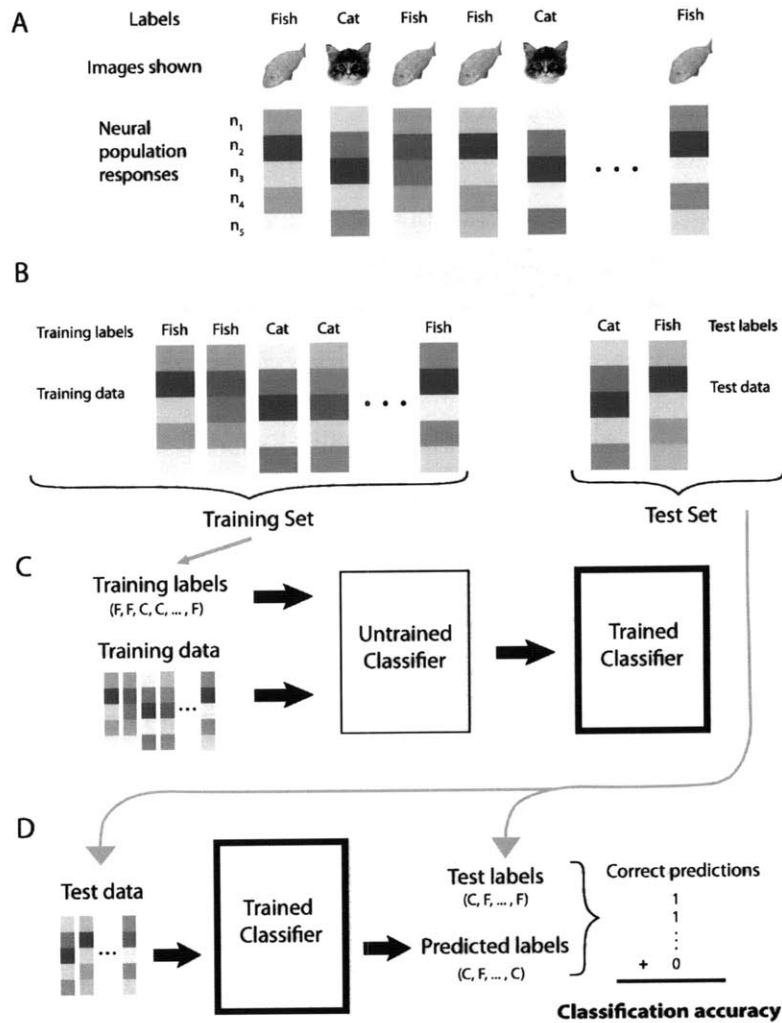 A
Labels Fish Cat Fish Fish Cat Fish
Images shown
Neural
population
responses
n1
n2
n3
n4
n5
. . .
B
Training labels Fish Fish Cat Cat Fish Cat Fish Test labels
Training data . . . Test data
Training Set Test Set
C
Training labels
(F, F, C, C, ... , F)
Training data
...
Untrained
Classifier
Trained
Classifier
D
Test data
...
Trained
Classifier
Test labels
(C, F, ... , F)
Predicted labels
(C, F, ... , C)
Correct predictions
1
1
:
+ 0
Classification accuracy